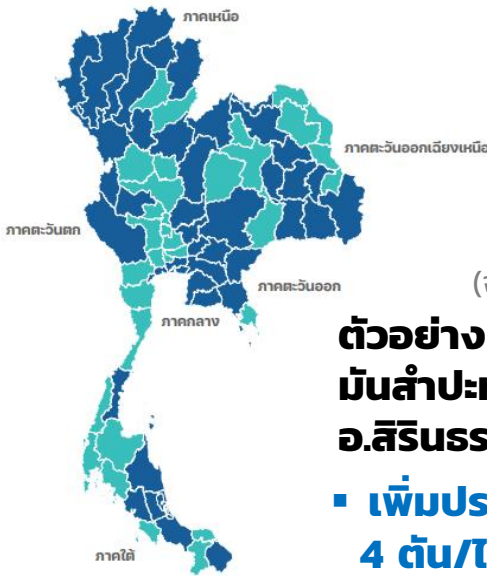 ภาคเหนือ
ภาคตะวันออกเฉียงเหนือ
ภาคตะวันตก
ภาคตะวันออก
ภาคกลาง
ตัวอย่าง
มันสำปะ
อ.สิรินธร
▪ เพิ่มประ
4 ตัน/ไ
ภาคใต้